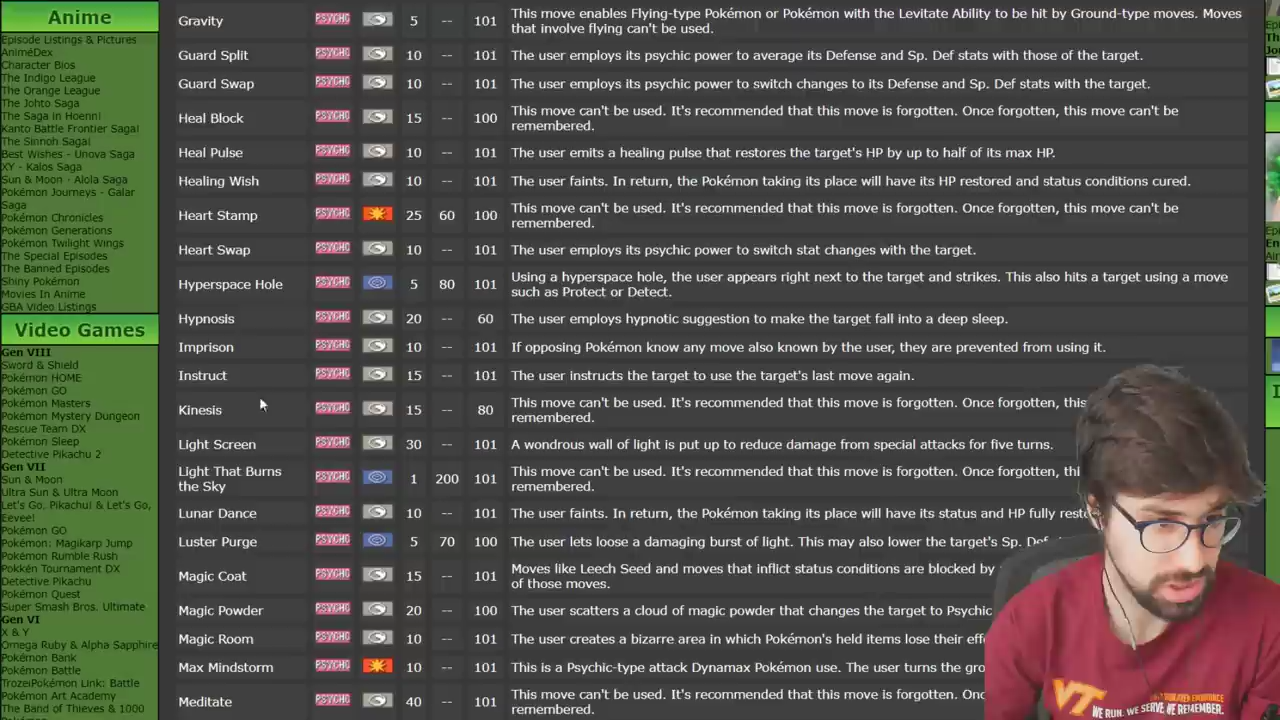 Anime
Episode Listings & Pictures
AniméDex
Character Bios
The Indigo League
The Orange League
The Johto Saga
The Saga in Hoenn!
Kanto Battle Frontier Saga!
The Sinnoh Saga!
Best Wishes - Unova Saga
XY - Kalos Saga
Sun & Moon - Alola Saga
Pokémon Journeys - Galar
Saga
Pokémon Chronicles
Pokémon Generations
Pokémon Twilight Wings
The Special Episodes
The Banned Episodes
Shiny Pokémon
Movies In Anime
GBA Video Listings
Video Games
Gen VIII
Sword & Shield
Pokémon HOME
Pokémon GO
Pokémon Masters
Pokémon Mystery Dungeon
Rescue Team DX
Pokémon Sleep
Detective Pikachu 2
Gen VII
Sun & Moon
Ultra Sun & Ultra Moon
Let's Go, Pikachu! & Let's Go,
Eevee!
Pokémon GO
Pokémon: Magikarp Jump
Pokémon Rumble Rush
Pokkén Tournament DX
Detective Pikachu
Pokémon Quest
Super Smash Bros. Ultimate
Gen VI
X & Y
Omega Ruby & Alpha Sapphire
Pokémon Bank
Pokémon Battle
TrozeiPokémon Link: Battle
Pokémon Art Academy
The Band of Thieves & 1000
Gravity PSYCHC 5 -- 101 This move enables Flying-type Pokémon or Pokémon with the Levitate Ability to be hit by Ground-type moves. Moves
that involve flying can't be used.
Guard Split PSYCHC 10 -- 101 The user employs its psychic power to average its Defense and Sp. Def stats with those of the target.
Guard Swap PSYCHC 10 -- 101 The user employs its psychic power to switch changes to its Defense and Sp. Def stats with the target.
Heal Block PSYCHC 15 -- 100 This move can't be used. It's recommended that this move is forgotten. Once forgotten, this move can't be
remembered.
Heal Pulse PSYCHC 10 -- 101 The user emits a healing pulse that restores the target's HP by up to half of its max HP.
Healing Wish PSYCHC 10 -- 101 The user faints. In return, the Pokémon taking its place will have its HP restored and status conditions cured.
Heart Stamp PSYCHC 25 60 100 This move can't be used. It's recommended that this move is forgotten. Once forgotten, this move can't be
remembered.
Heart Swap PSYCHC 10 -- 101 The user employs its psychic power to switch stat changes with the target.
Hyperspace Hole PSYCHC 5 80 101 Using a hyperspace hole, the user appears right next to the target and strikes. This also hits a target using a move
such as Protect or Detect.
Hypnosis PSYCHC 20 -- 60 The user employs hypnotic suggestion to make the target fall into a deep sleep.
Imprison PSYCHC 10 -- 101 If opposing Pokémon know any move also known by the user, they are prevented from using it.
Instruct PSYCHC 15 -- 101 The user instructs the target to use the target's last move again.
Kinesis PSYCHC 15 -- 80 This move can't be used. It's recommended that this move is forgotten. Once forgotten, this
remembered.
Light Screen PSYCHC 30 -- 101 A wondrous wall of light is put up to reduce damage from special attacks for five turns.
Light That Burns
the Sky PSYCHC 1 200 101 This move can't be used. It's recommended that this move is forgotten. Once forgotten,
remembered.
Lunar Dance PSYCHC 10 -- 101 The user faints. In return, the Pokémon taking its place will have its status and HP fully
Luster Purge PSYCHC 5 70 100 The user lets loose a damaging burst of light. This may also lower the target's Sp.
Magic Coat PSYCHC 15 -- 101 Moves like Leech Seed and moves that inflict status conditions are blocked by
of those moves.
Magic Powder PSYCHC 20 -- 100 The user scatters a cloud of magic powder that changes the target to Psychic
Magic Room PSYCHC 10 -- 101 The user creates a bizarre area in which Pokémon's held items lose their
Max Mindstorm PSYCHC 10 -- 101 This is a Psychic-type attack Dynamax Pokémon use. The user turns the
Meditate PSYCHC 40 -- 101 This move can't be used. It's recommended that this move is forgotten.
remembered.
VT
WE RUN. WE SERVE. WE REMEMBER.